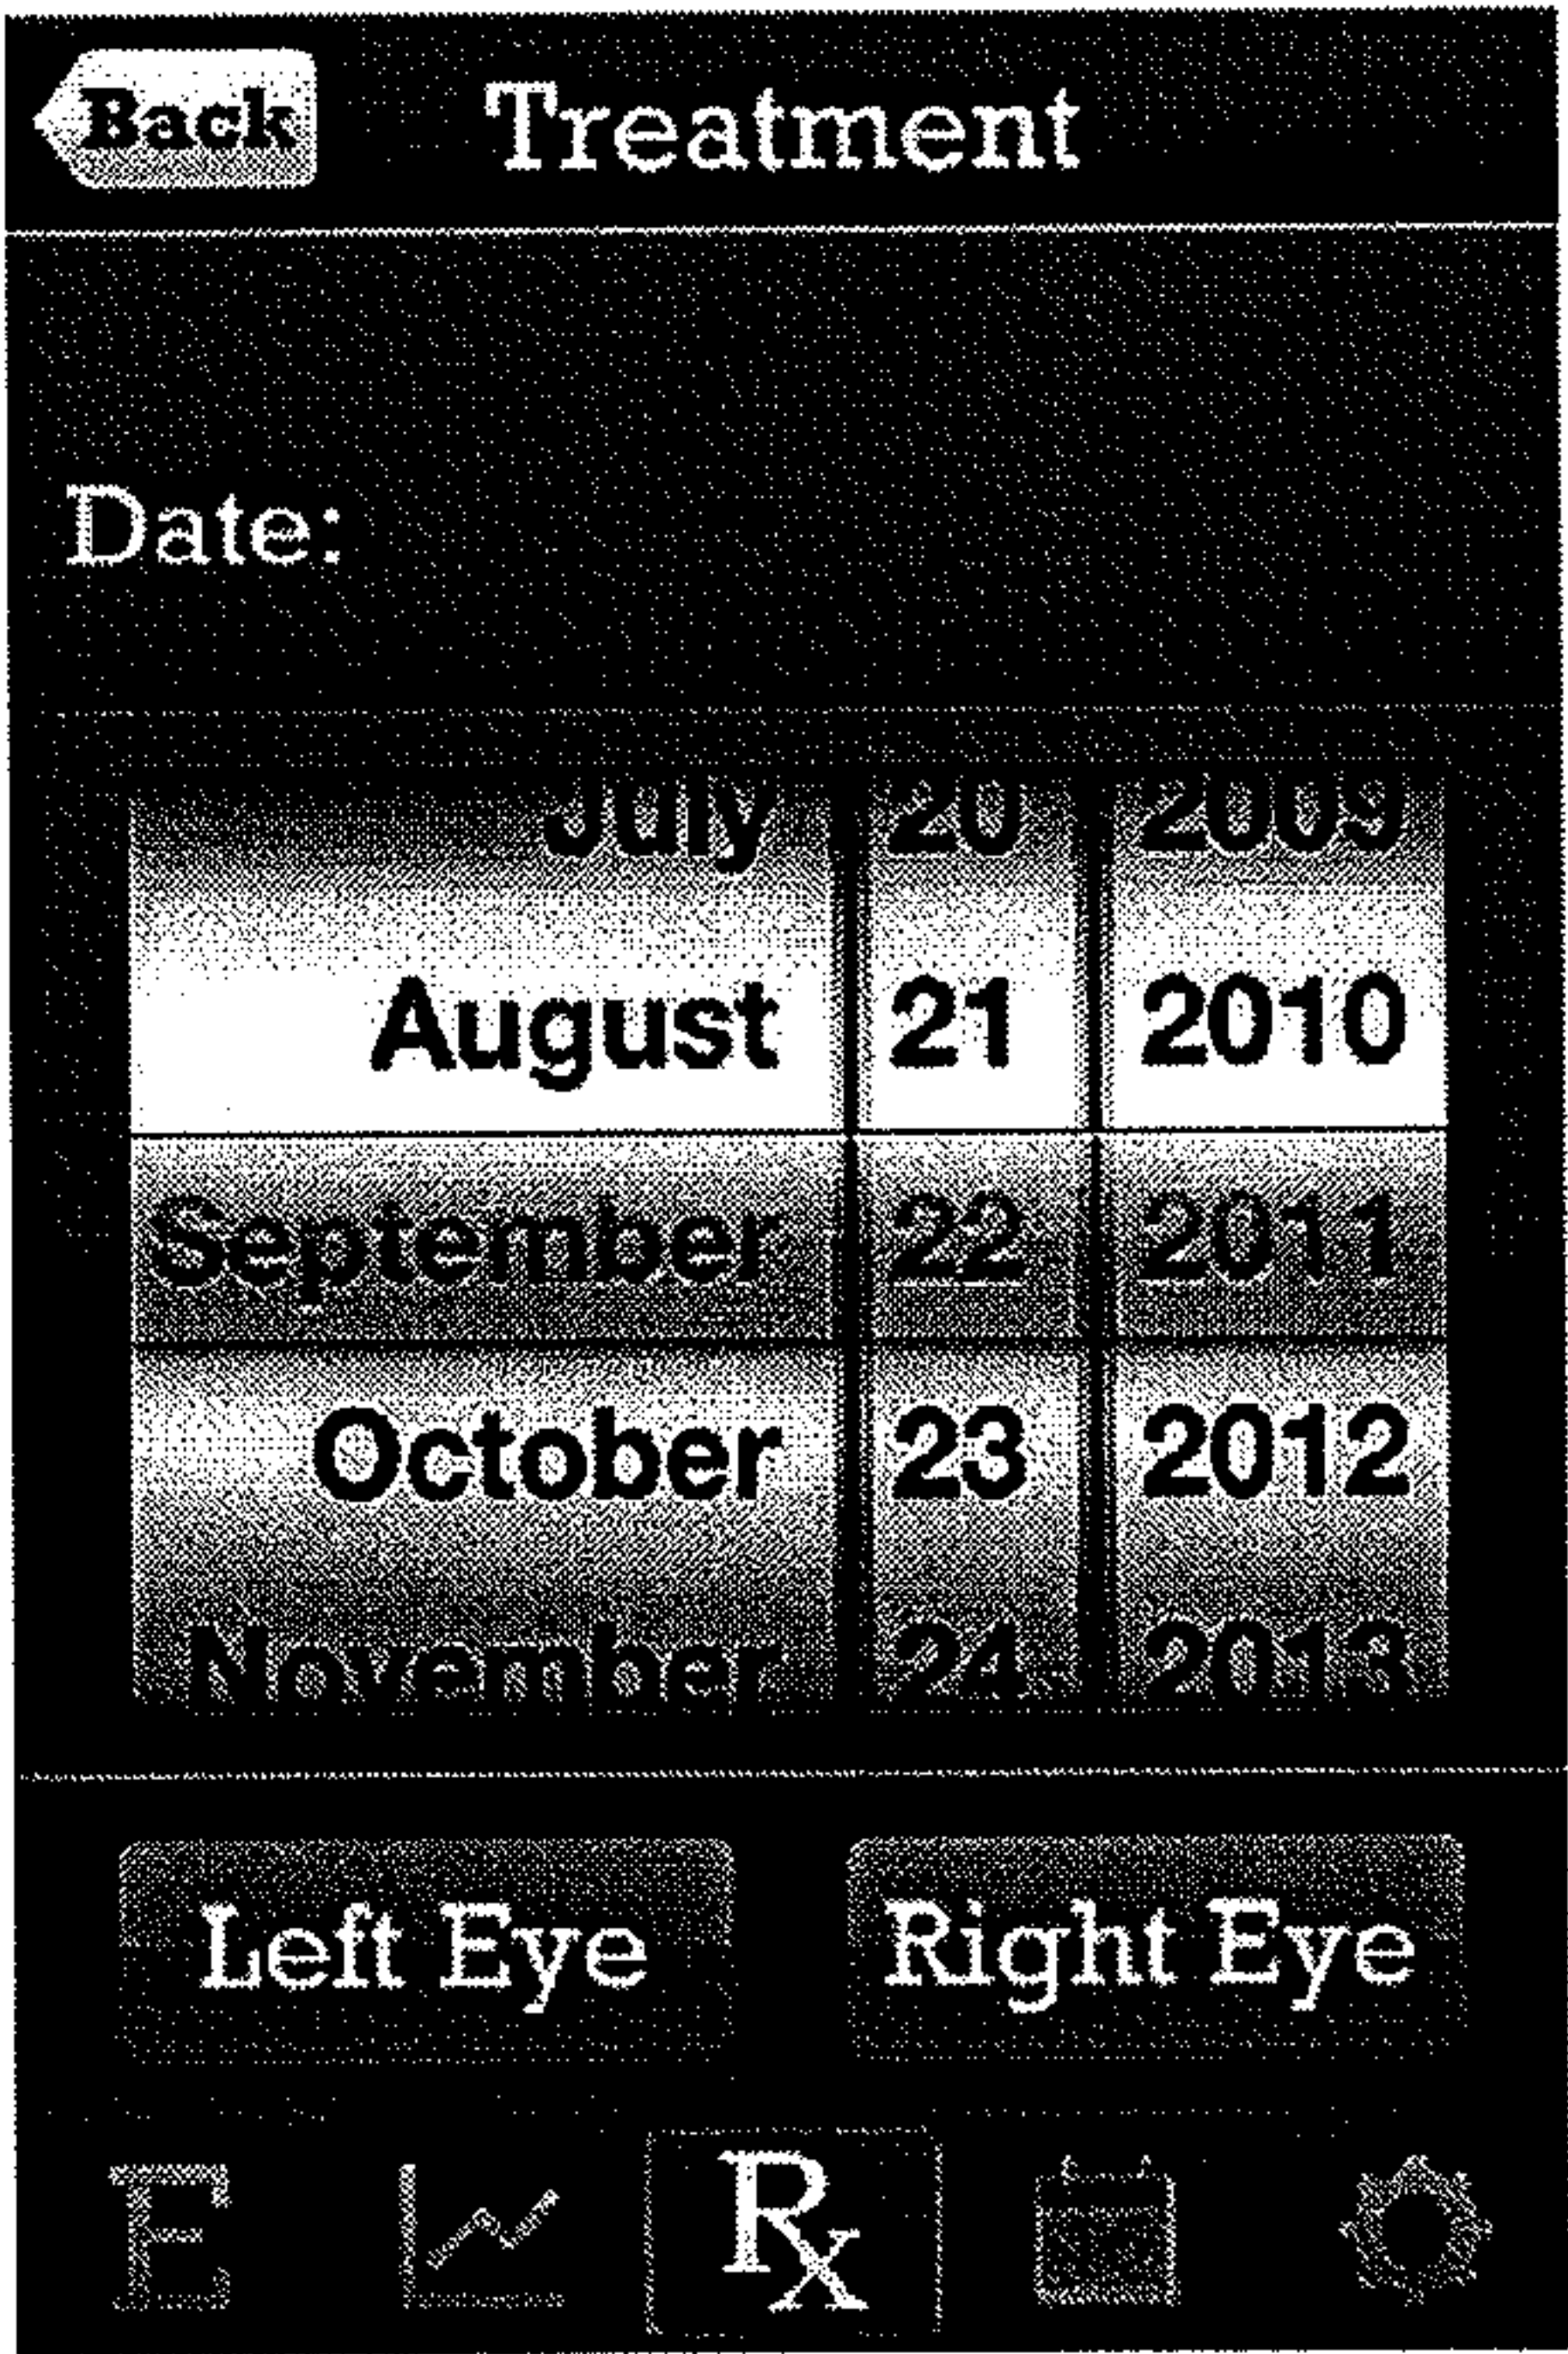 Back Treatment
Date:
July 20 2009
August 21 2010
September 22 2011
October 23 2012
November 24 2013
Left Eye Right Eye
E Rx